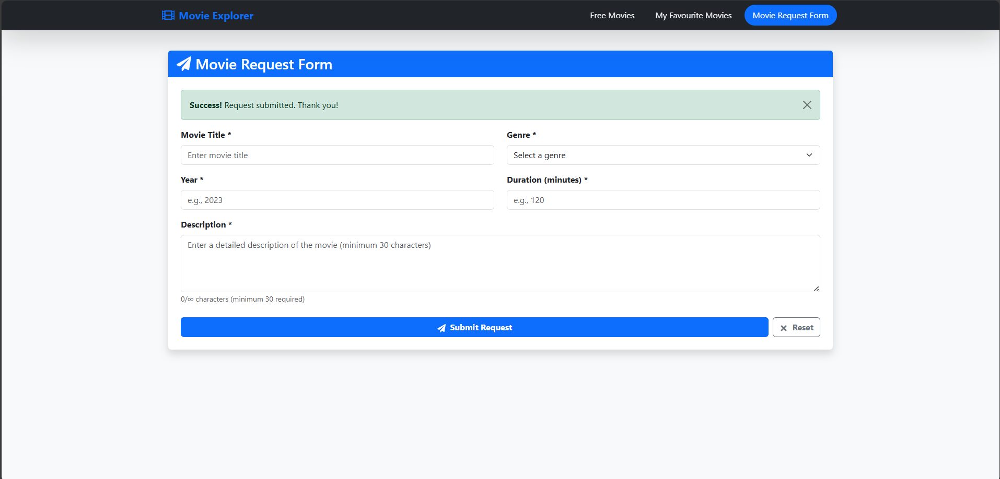 Movie Explorer
Free Movies
My Favourite Movies
Movie Request Form
Movie Request Form
Success! Request submitted. Thank you!
Movie Title *
Genre *
Enter movie title
Select a genre
Year *
Duration (minutes) *
e.g., 2023
e.g., 120
Description *
Enter a detailed description of the movie (minimum 30 characters)
0/∞ characters (minimum 30 required)
Submit Request
Reset